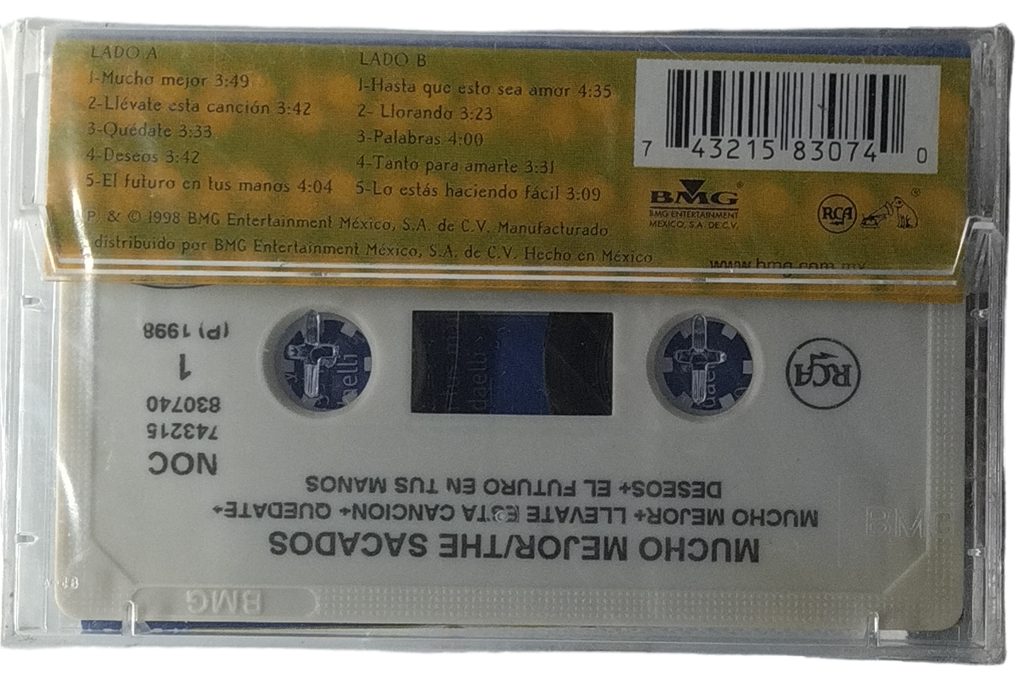 LADO A
1-Mucho mejor 3:49
2-Llévate esta canción 3:42
3-Quédate 3:33
4-Deseos 3:42
5-El futuro en tus manos 4:04
LADO B
1-Hasta que esto sea amor 4:35
2- Llorando 3:23
3-Palabras 4:00
4-Tanto para amarte 3:31
5-Lo estás haciendo fácil 3:09
P. & © 1998 BMG Entertainment México, S.A. de C.V. Manufacturado
distribuido por BMG Entertainment México, S.A. de C.V. Hecho en México
7 43215 83074 0
BMG
BMG ENTERTAINMENT
MEXICO, S.A. DE C.V.
RCA
www.bmg.com.mx
BMG
MUCHO MEJOR/THE SACADOS
MUCHO MEJOR+ LLEVATE ESTA CANCION+ QUEDATE+
DESEOS+ EL FUTURO EN TUS MANOS
NOC
743215
830740
1
(P) 1998
RCA
BMG